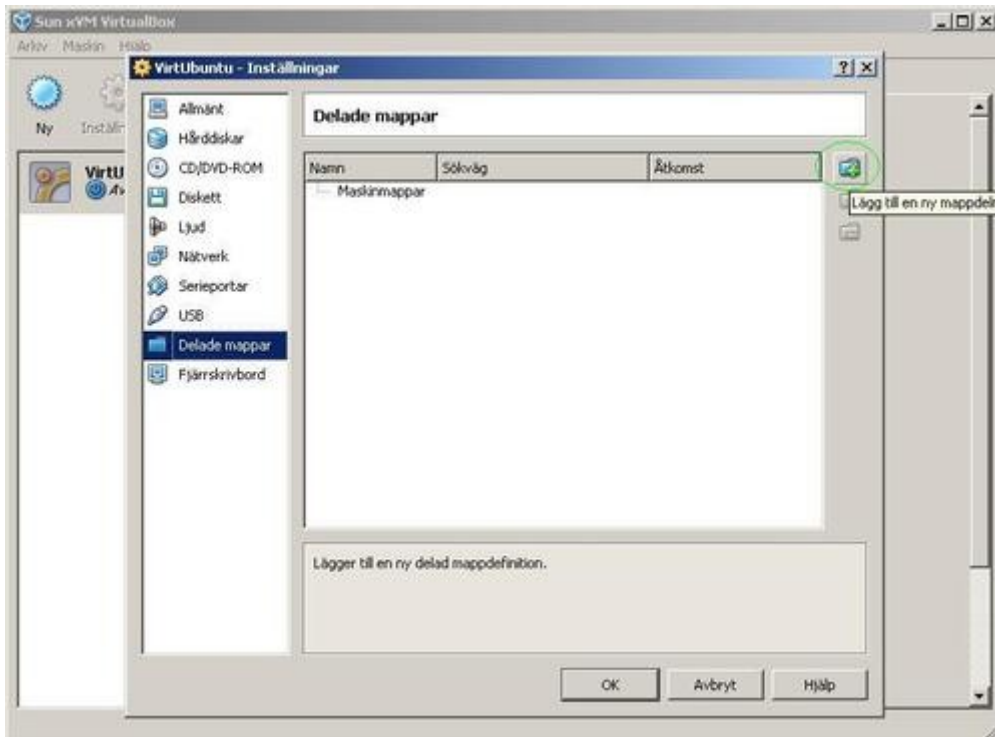 Sun xVM VirtualBox
Arkiv Maskin Hjälp
VirtUbuntu - Inställningar
Ny
Allmänt
Hårddiskar
CD/DVD-ROM
Diskett
Ljud
Nätverk
Serieportar
USB
Delade mappar
Fjärrskrivbord
Delade mappar
Namn Sökväg Åtkomst
Maskinmappar
Lägg till en ny mappdefi
Lägger till en ny delad mappdefinition.
OK Avbryt Hjälp